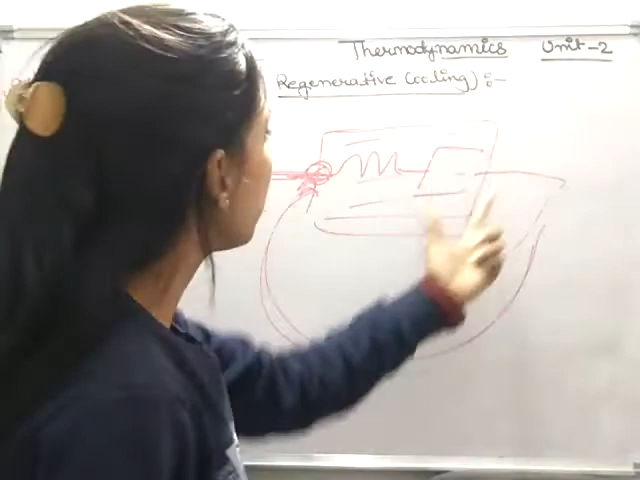 Thermodynamics Unit-2
Regenerative Cooling) :-